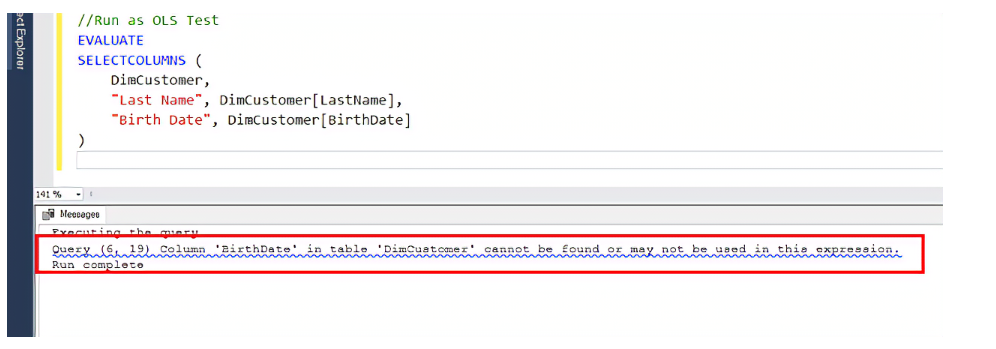 ct Explorer
//Run as OLS Test
EVALUATE
SELECTCOLUMNS (
DimCustomer,
"Last Name", DimCustomer[LastName],
"Birth Date", DimCustomer[BirthDate]
)
141 %
Messages
Executing the query
Query (6, 19) Column 'BirthDate' in table 'DimCustomer' cannot be found or may not be used in this expression.
Run complete